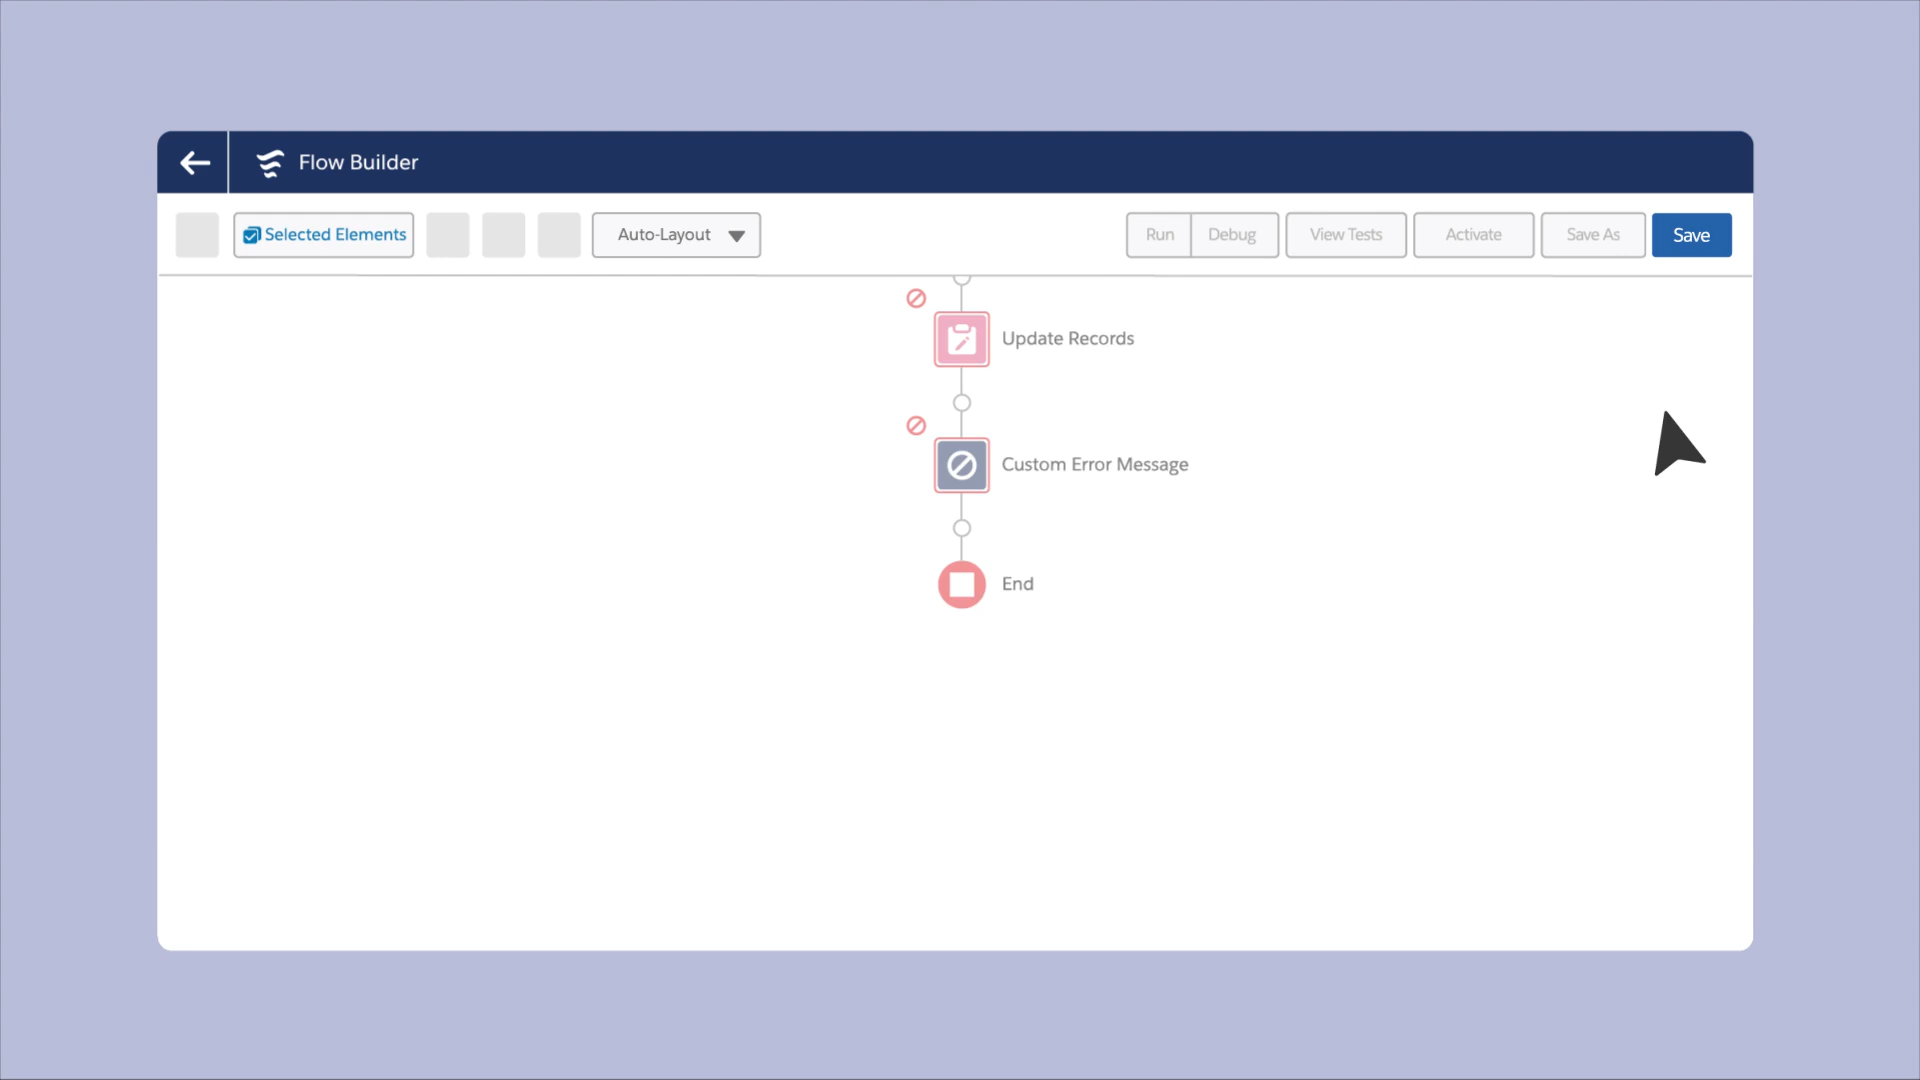 Flow Builder
Selected Elements
Auto-Layout
Run
Debug
View Tests
Activate
Save As
Save
Update Records
Custom Error Message
End